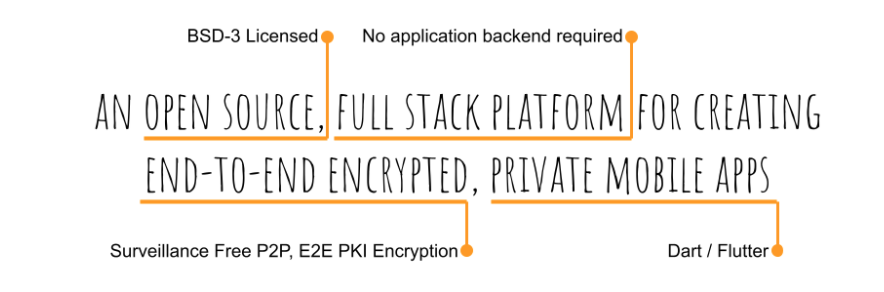 BSD-3 Licensed No application backend required
AN OPEN SOURCE, FULL STACK PLATFORM FOR CREATING
END-TO-END ENCRYPTED, PRIVATE MOBILE APPS
Surveillance Free P2P, E2E PKI Encryption Dart / Flutter